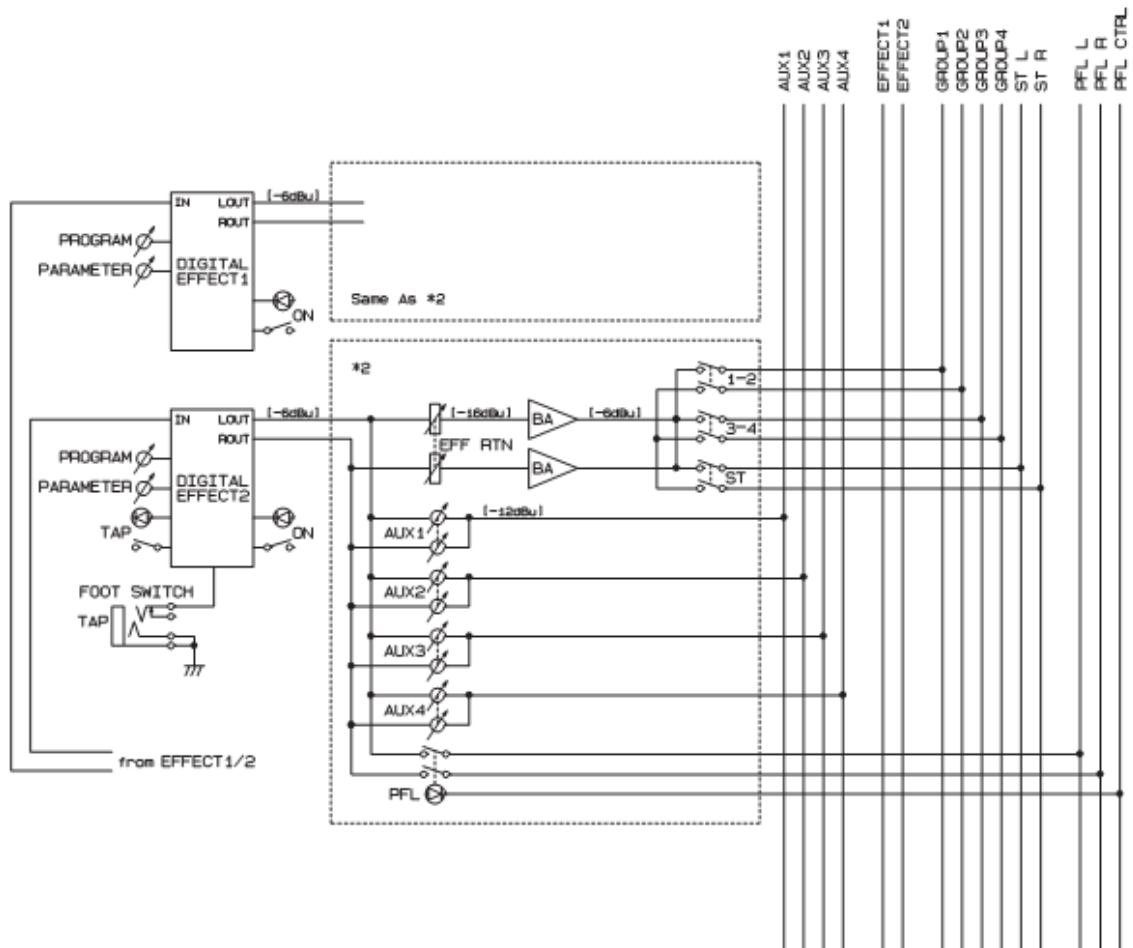 AUX1
AUX2
AUX3
AUX4
EFFECT1
EFFECT2
GROUP1
GROUP2
GROUP3
GROUP4
ST L
ST R
PFL L
PFL R
PFL CTRL
IN LOUT [-6dBu]
ROUT
PROGRAM
PARAMETER
DIGITAL
EFFECT1
ON
Same As *2
*2
1-2
IN LOUT [-6dBu]
[-16dBu] BA [-6dBu]
ROUT
3-4
EFF RTN
PROGRAM
BA
ST
PARAMETER
DIGITAL
EFFECT2
[-12dBu]
TAP
ON
AUX1
FOOT SWITCH
TAP
AUX2
AUX3
AUX4
from EFFECT1/2
PFL